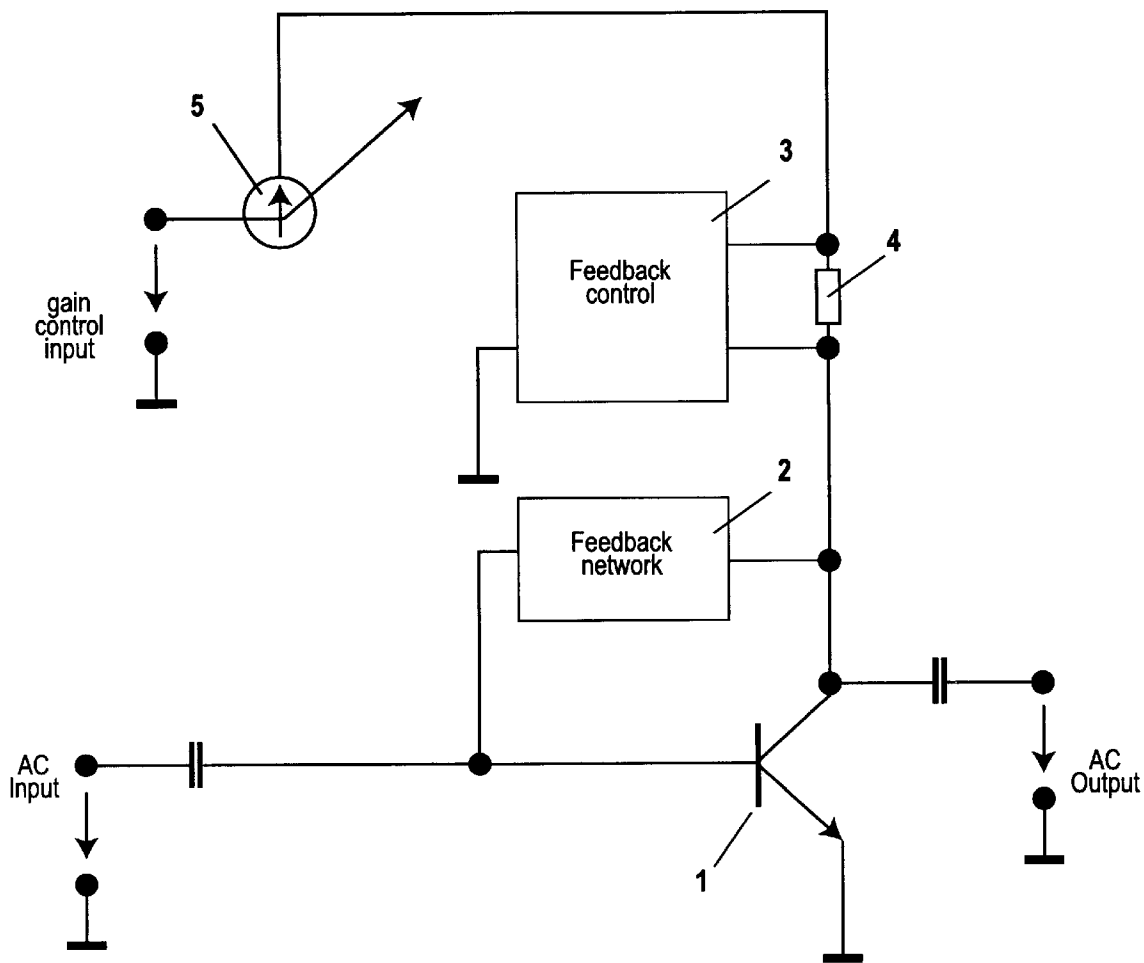 5
3
4
Feedback
control
gain
control
input
2
Feedback
network
AC
Input
AC
Output
1